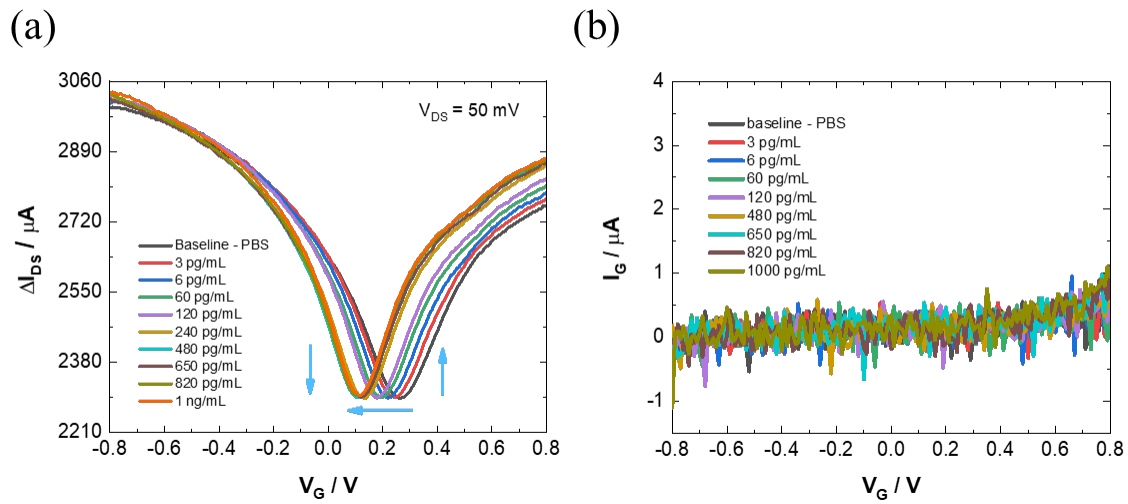 (a)
3060
2890
2720
2550
2380
2210
ΔI_DS / μA
V_DS = 50 mV
Baseline - PBS
3 pg/mL
6 pg/mL
60 pg/mL
120 pg/mL
240 pg/mL
480 pg/mL
650 pg/mL
820 pg/mL
1 ng/mL
-0.8 -0.6 -0.4 -0.2 0.0 0.2 0.4 0.6 0.8
V_G / V
(b)
4
3
2
1
0
-1
I_G / μA
baseline - PBS
3 pg/mL
6 pg/mL
60 pg/mL
120 pg/mL
480 pg/mL
650 pg/mL
820 pg/mL
1000 pg/mL
-0.8 -0.6 -0.4 -0.2 0.0 0.2 0.4 0.6 0.8
V_G / V